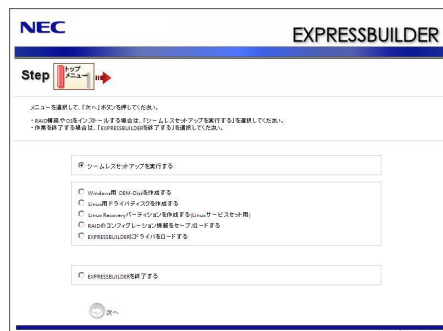 NEC
EXPRESSBUILDER
Step トップ
メニュー
メニューを選択して、「次へ」ボタンを押してください。
・RAID構築やOSをインストールする場合は、「シームレスセットアップを実行する」を選択してください。
・作業を終了する場合は、「EXPRESSBUILDERを終了する」を選択してください。
シームレスセットアップを実行する
Windows用 OEM-Diskを作成する
Linux用ドライバディスクを作成する
Linux Recoveryパーティションを作成する(Linuxサービスセット用)
RAIDのコンフィグレーション情報をセーブ/ロードする
EXPRESSBUILDERにドライバをロードする
EXPRESSBUILDERを終了する
次へ